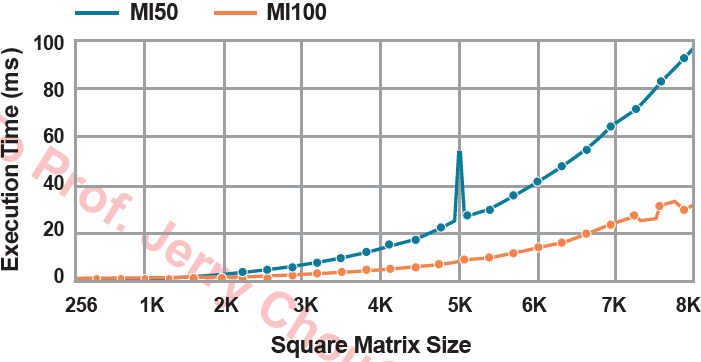 MI50 MI100
Execution Time (ms)
100
80
60
40
20
0
256 1K 2K 3K 4K 5K 6K 7K 8K
Square Matrix Size
Prof. Jerry